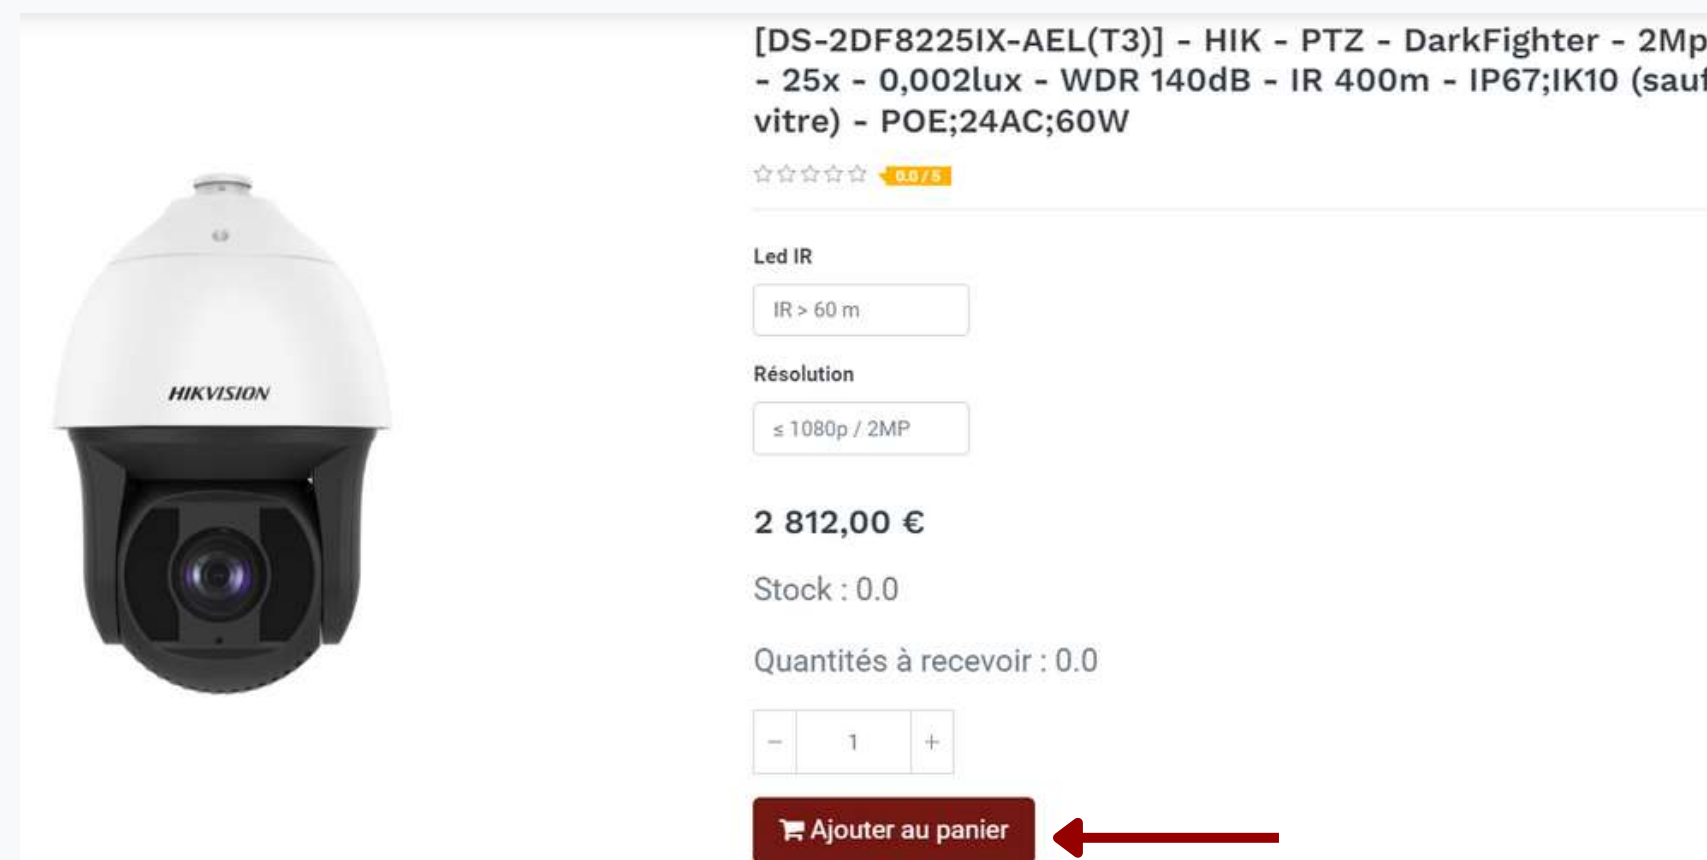 [DS-2DF8225IX-AEL(T3)] - HIK - PTZ - DarkFighter - 2Mp
- 25x - 0,002lux - WDR 140dB - IR 400m - IP67;IK10 (sauf
vitre) - POE;24AC;60W
0.0 / 5
Led IR
IR > 60 m
Résolution
≤ 1080p / 2MP
2 812,00 €
Stock : 0.0
Quantités à recevoir : 0.0
- 1 +
Ajouter au panier
HIKVISION